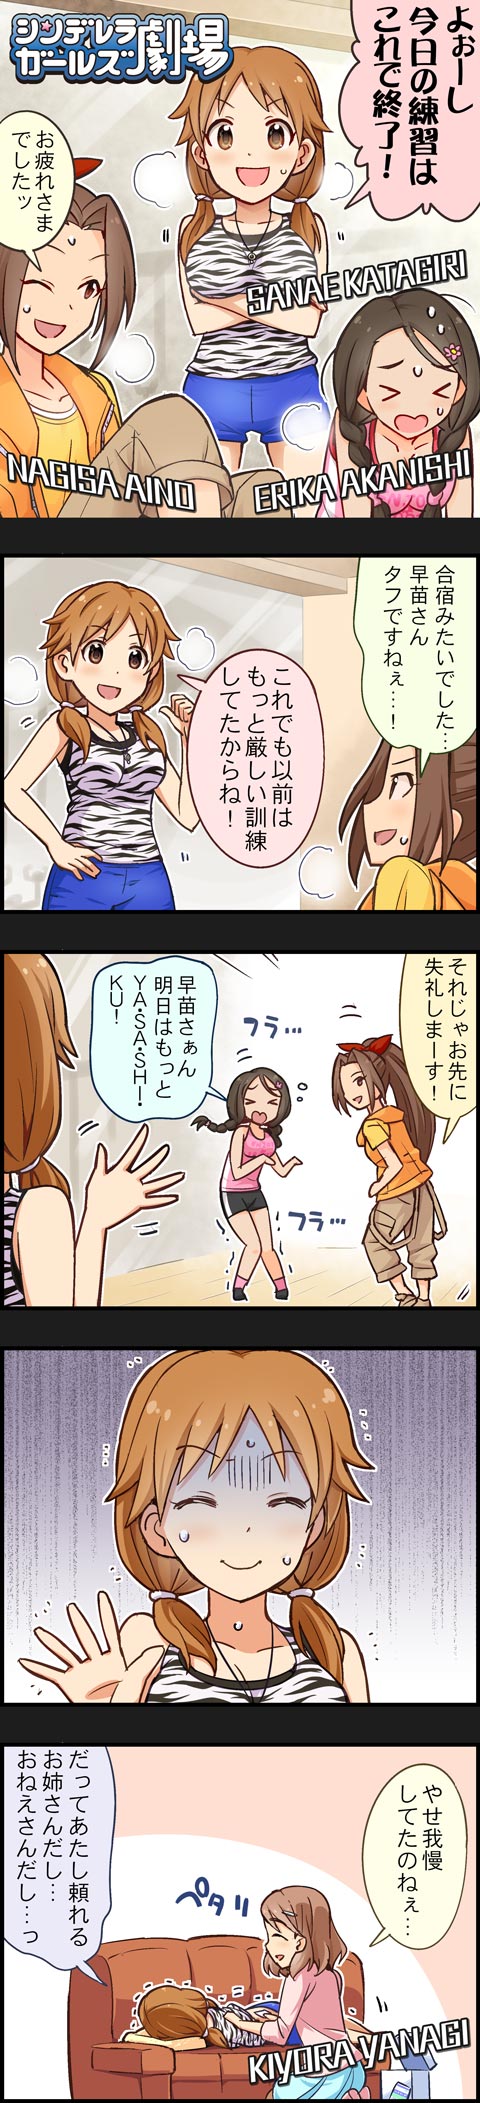 シンデレラ
ガールズ劇場
よぉーし
今日の練習は
これで終了!
お疲れさま
でしたッ
SANAE KATAGIRI
NAGISA AINO
ERIKA AKANISHI
合宿みたいでした…
早苗さん
タフですねぇ…!
これでも以前は
もっと厳しい訓練
してたからね!
それじゃお先に
失礼しまーす!
フラ…
早苗さぁん
明日はもっと
YA・SA・SHI・
KU!
フラ…
やせ我慢
してたのねぇ…
ペタリ
だってあたし頼れる
お姉さんだし…
おねえさんだし…っ
KIYORA YANAGI